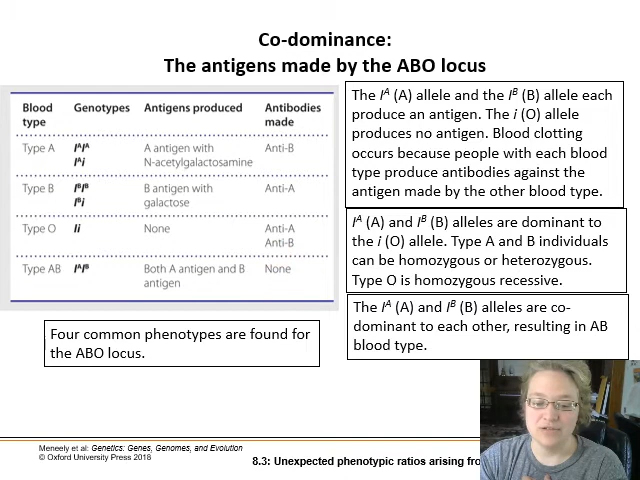 Co-dominance:
The antigens made by the ABO locus
Blood type Genotypes Antigens produced Antibodies made
Type A IᴬIᴬ A antigen with Anti-B
Iᴬi N-acetylgalactosamine
Type B IᴮIᴮ B antigen with Anti-A
Iᴮi galactose
Type O Ii None Anti-A
Anti-B
Type AB IᴬIᴮ Both A antigen and B None
antigen
The Iᴬ (A) allele and the Iᴮ (B) allele each
produce an antigen. The i (O) allele
produces no antigen. Blood clotting
occurs because people with each blood
type produce antibodies against the
antigen made by the other blood type.
Iᴬ (A) and Iᴮ (B) alleles are dominant to
the i (O) allele. Type A and B individuals
can be homozygous or heterozygous.
Type O is homozygous recessive.
The Iᴬ (A) and Iᴮ (B) alleles are co-
dominant to each other, resulting in AB
blood type.
Four common phenotypes are found for
the ABO locus.
Meneely et al: Genetics: Genes, Genomes, and Evolution
© Oxford University Press 2018
8.3: Unexpected phenotypic ratios arising fro